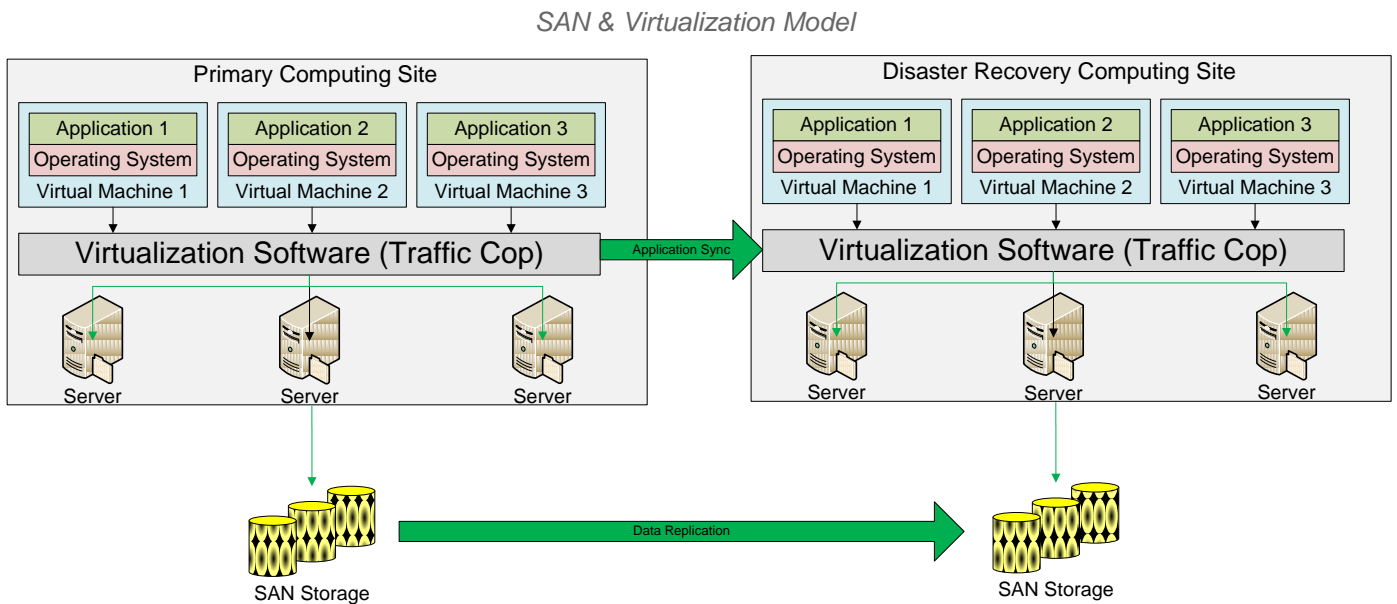 SAN & Virtualization Model
Primary Computing Site
Application 1
Operating System
Virtual Machine 1
Application 2
Operating System
Virtual Machine 2
Application 3
Operating System
Virtual Machine 3
Virtualization Software (Traffic Cop)
Server
Server
Server
SAN Storage
Application Sync
Data Replication
Disaster Recovery Computing Site
Application 1
Operating System
Virtual Machine 1
Application 2
Operating System
Virtual Machine 2
Application 3
Operating System
Virtual Machine 3
Virtualization Software (Traffic Cop)
Server
Server
Server
SAN Storage